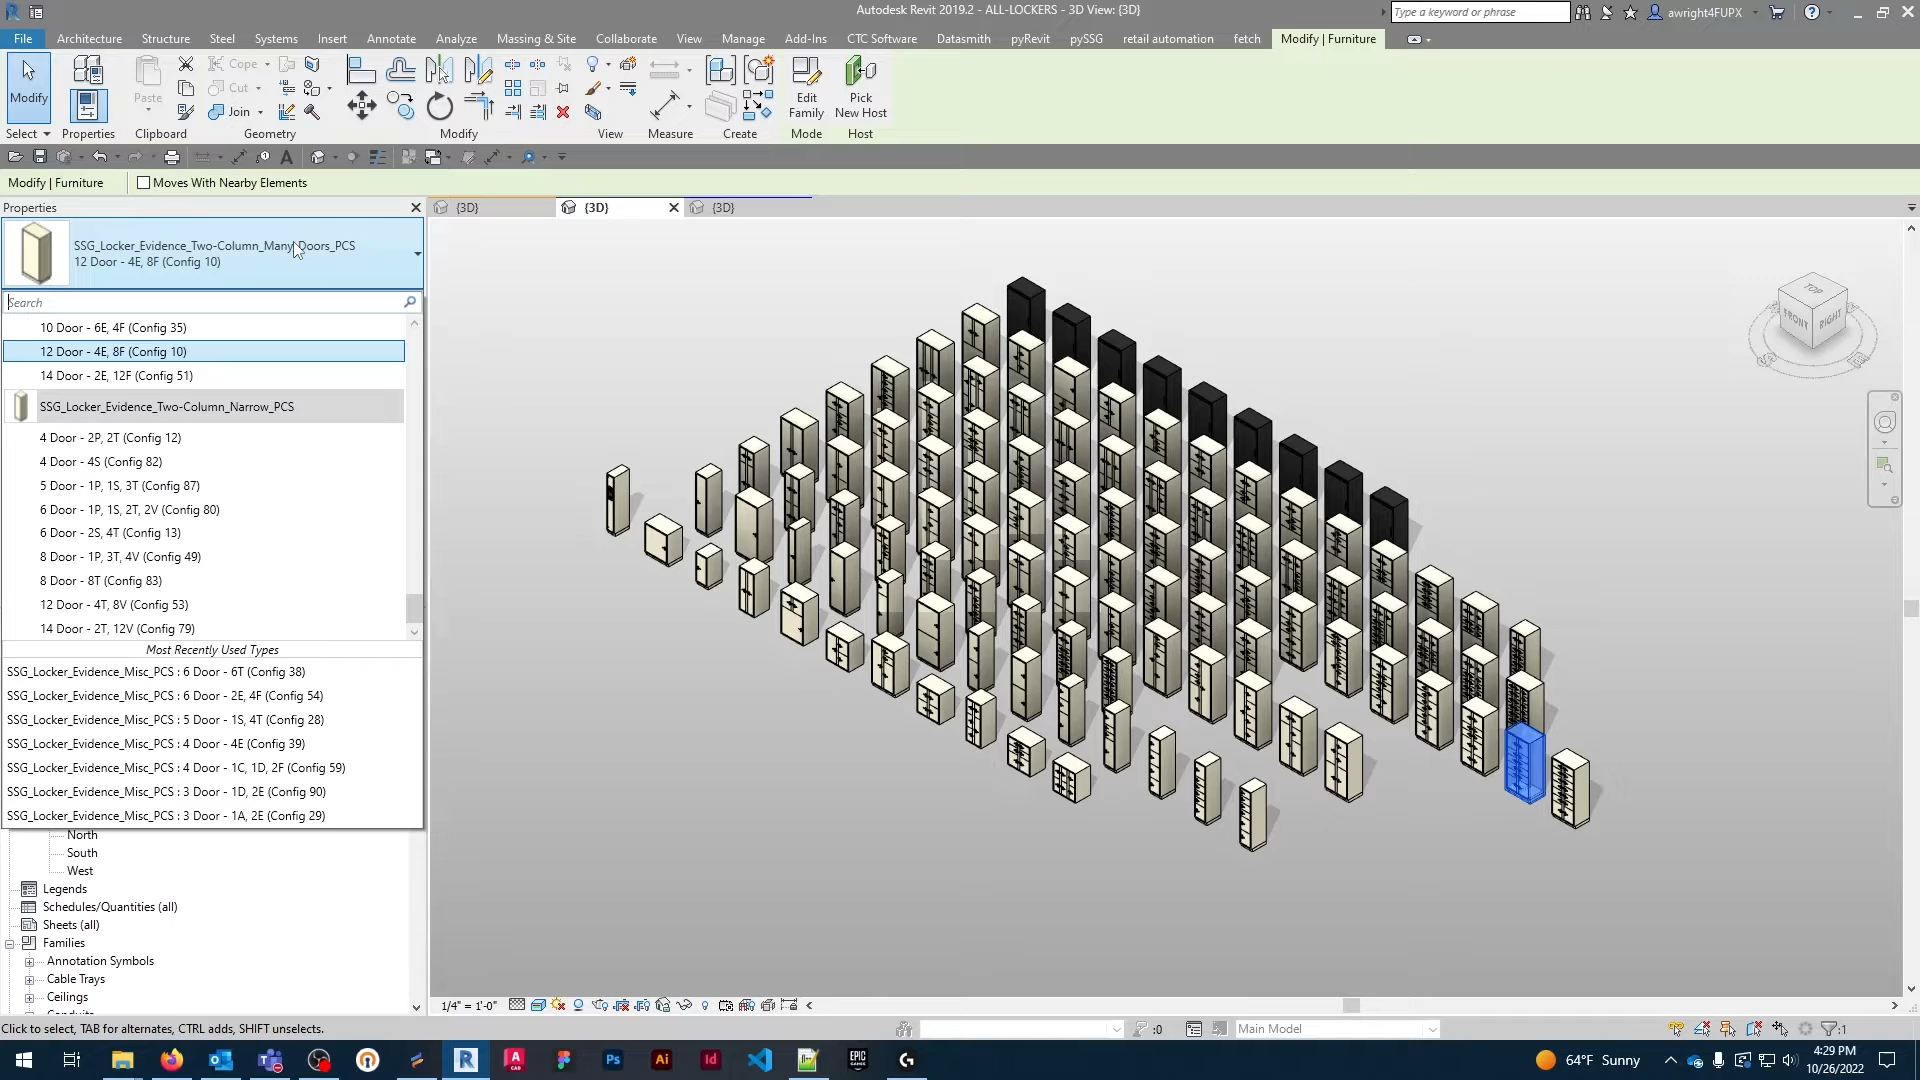 Autodesk Revit 2019.2 - ALL-LOCKERS - 3D View: {3D}
Type a keyword or phrase
awright4FUPX
File Architecture Structure Steel Systems Insert Annotate Analyze Massing & Site Collaborate View Manage Add-Ins CTC Software Datasmith pyRevit pySSG retail automation fetch Modify | Furniture
Modify
Paste
Cope
Cut
Join
Edit Family
Pick New Host
Select Properties Clipboard Geometry Modify View Measure Create Mode Host
Modify | Furniture Moves With Nearby Elements
Properties
{3D} {3D} {3D}
SSG_Locker_Evidence_Two-Column_Many_Doors_PCS
12 Door - 4E, 8F (Config 10)
Search
10 Door - 6E, 4F (Config 35)
12 Door - 4E, 8F (Config 10)
14 Door - 2E, 12F (Config 51)
SSG_Locker_Evidence_Two-Column_Narrow_PCS
4 Door - 2P, 2T (Config 12)
4 Door - 4S (Config 82)
5 Door - 1P, 1S, 3T (Config 87)
6 Door - 1P, 1S, 2T, 2V (Config 80)
6 Door - 2S, 4T (Config 13)
8 Door - 1P, 3T, 4V (Config 49)
8 Door - 8T (Config 83)
12 Door - 4T, 8V (Config 53)
14 Door - 2T, 12V (Config 79)
Most Recently Used Types
SSG_Locker_Evidence_Misc_PCS : 6 Door - 6T (Config 38)
SSG_Locker_Evidence_Misc_PCS : 6 Door - 2E, 4F (Config 54)
SSG_Locker_Evidence_Misc_PCS : 5 Door - 1S, 4T (Config 28)
SSG_Locker_Evidence_Misc_PCS : 4 Door - 4E (Config 39)
SSG_Locker_Evidence_Misc_PCS : 4 Door - 1C, 1D, 2F (Config 59)
SSG_Locker_Evidence_Misc_PCS : 3 Door - 1D, 2E (Config 90)
SSG_Locker_Evidence_Misc_PCS : 3 Door - 1A, 2E (Config 29)
North
South
West
Legends
Schedules/Quantities (all)
Sheets (all)
Families
Annotation Symbols
Cable Trays
Ceilings
TOP
FRONT
RIGHT
1/4" = 1'-0"
Click to select, TAB for alternates, CTRL adds, SHIFT unselects.
:0
Main Model
:1
64°F Sunny
4:29 PM
10/26/2022